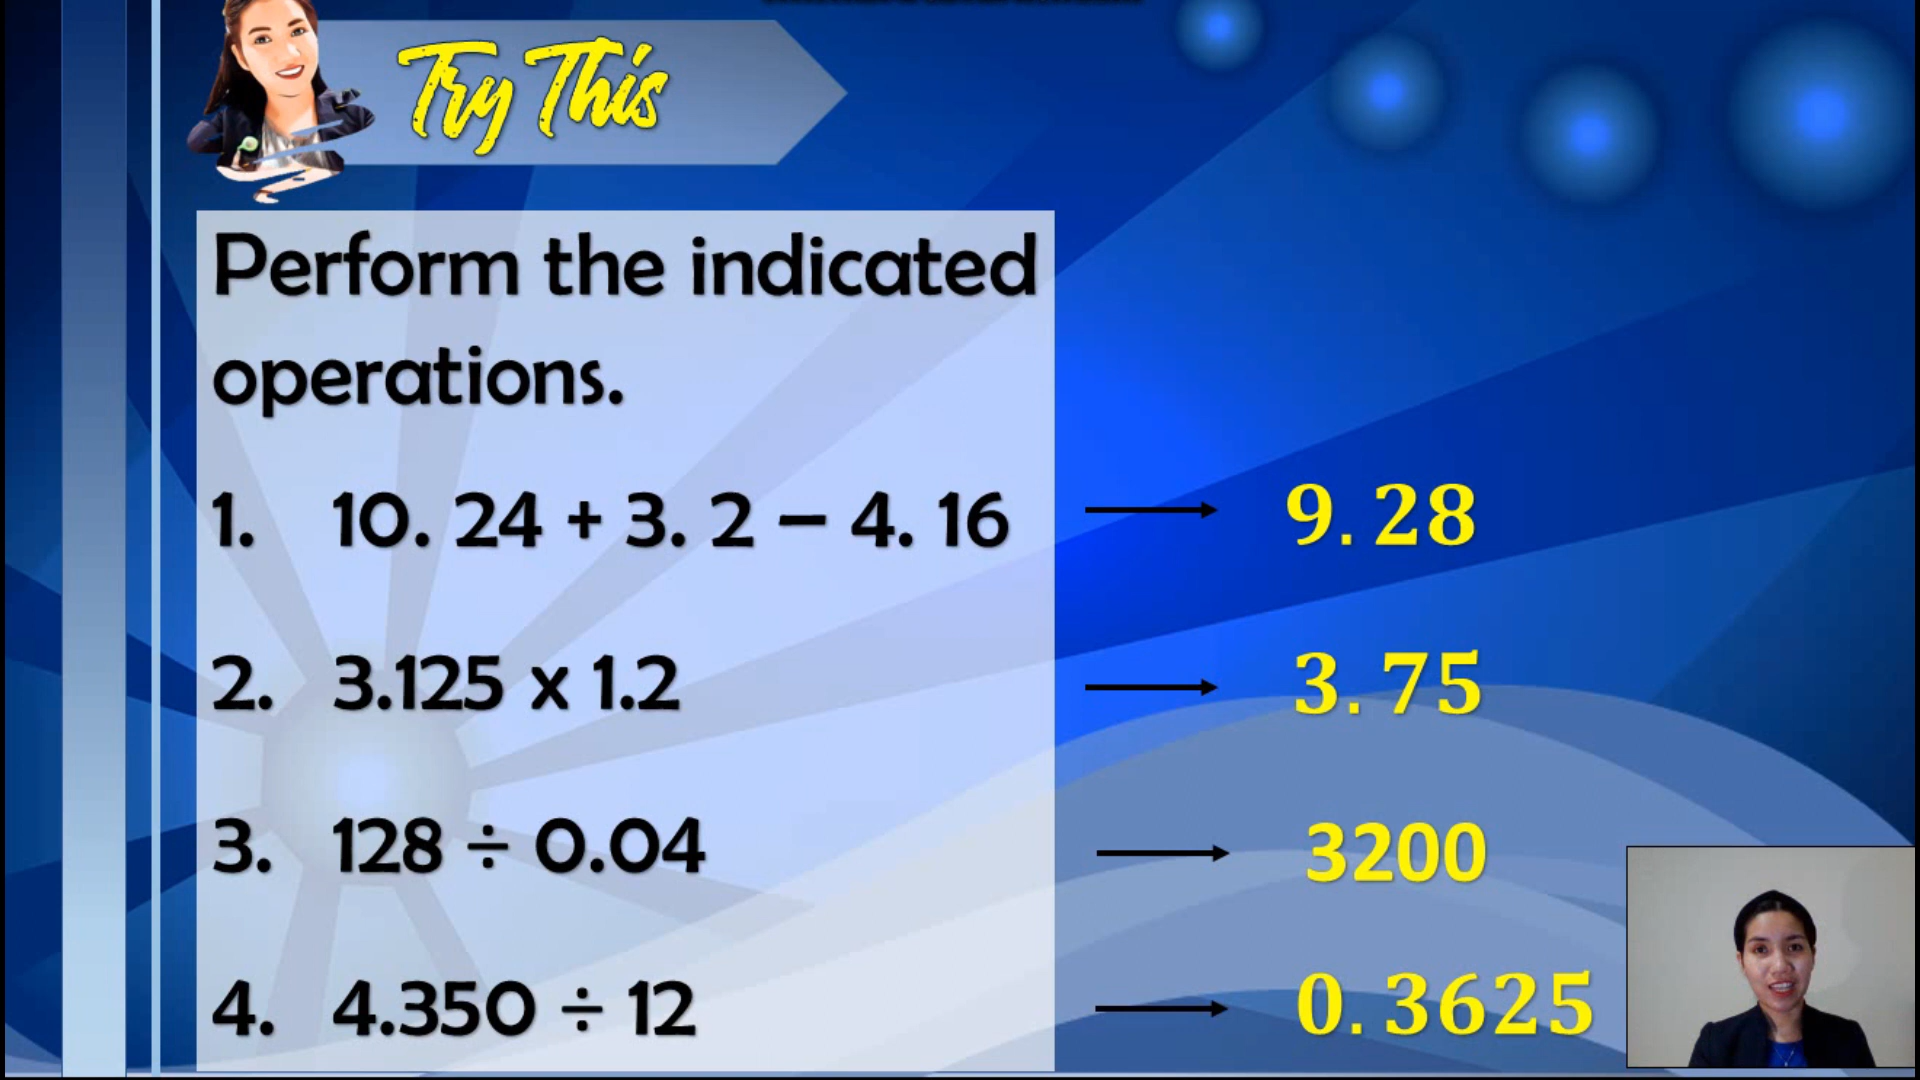 Try This
Perform the indicated
operations.
1. 10. 24 + 3. 2 – 4. 16 9. 28
2. 3.125 x 1.2 3. 75
3. 128 ÷ 0.04 3200
4. 4.350 ÷ 12 0. 3625